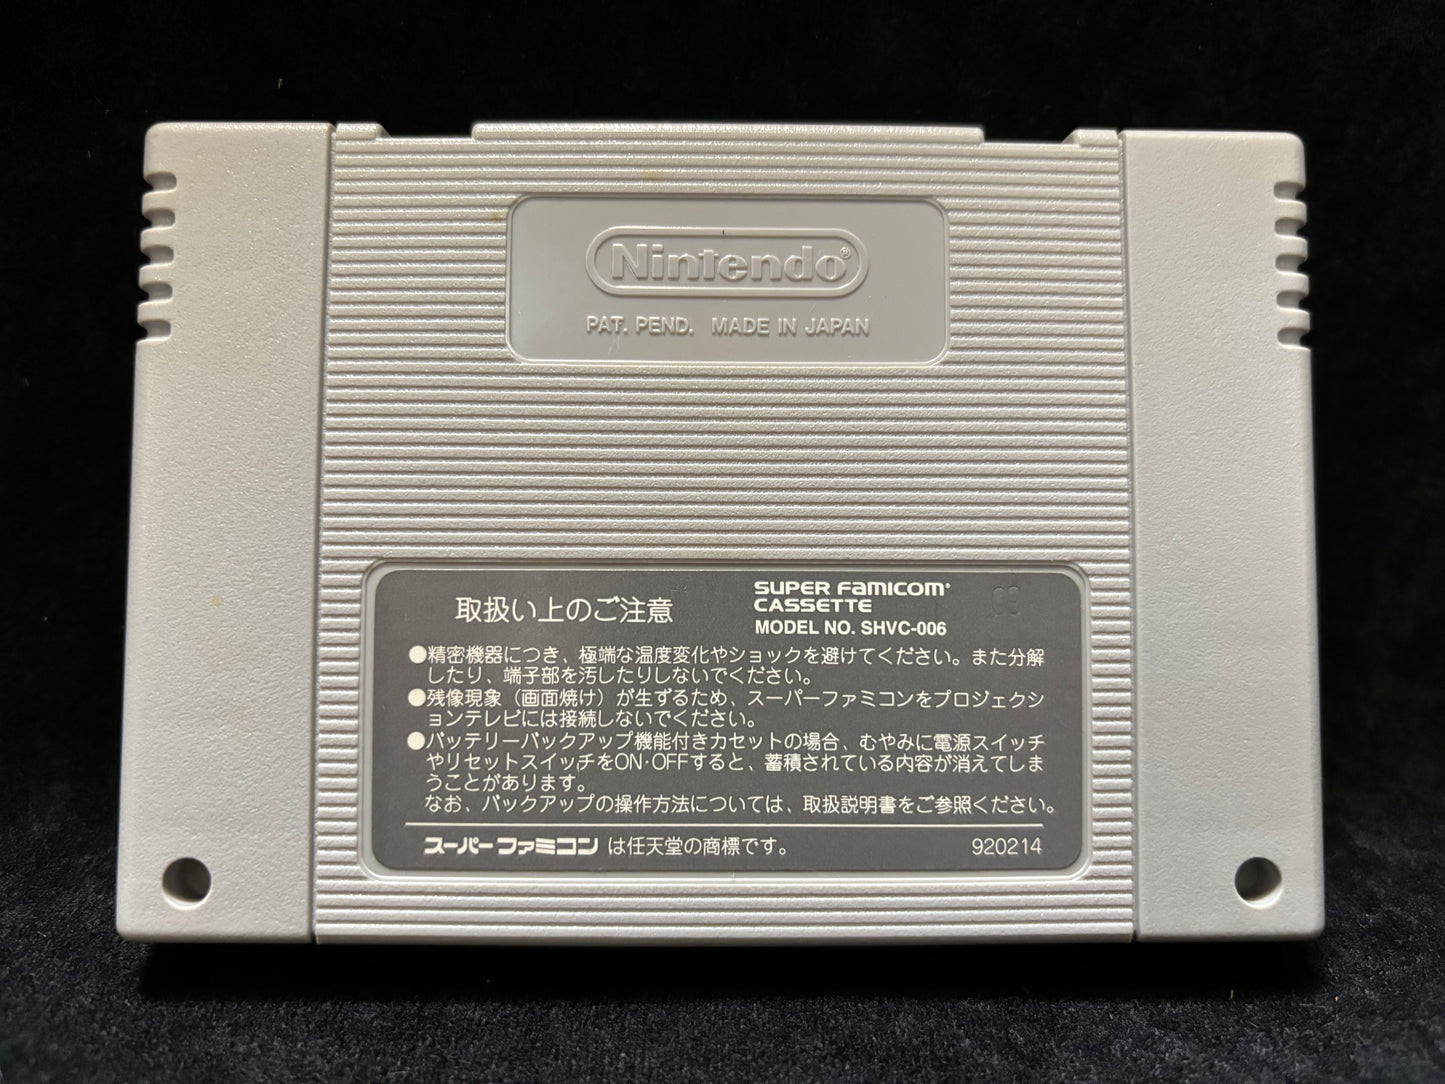 Nintendo®
PAT. PEND. MADE IN JAPAN
取扱い上のご注意
SUPER FAMICOM®
CASSETTE
MODEL NO. SHVC-006
●精密機器につき、極端な温度変化やショックを避けてください。また分解
したり、端子部を汚したりしないでください。
●残像現象（画面焼け）が生ずるため、スーパーファミコンをプロジェクシ
ョンテレビには接続しないでください。
●バッテリーバックアップ機能付きカセットの場合、むやみに電源スイッチ
やリセットスイッチをON·OFFすると、蓄積されている内容が消えてしま
うことがあります。
なお、バックアップの操作方法については、取扱説明書をご参照ください。
スーパーファミコン は任天堂の商標です。 920214